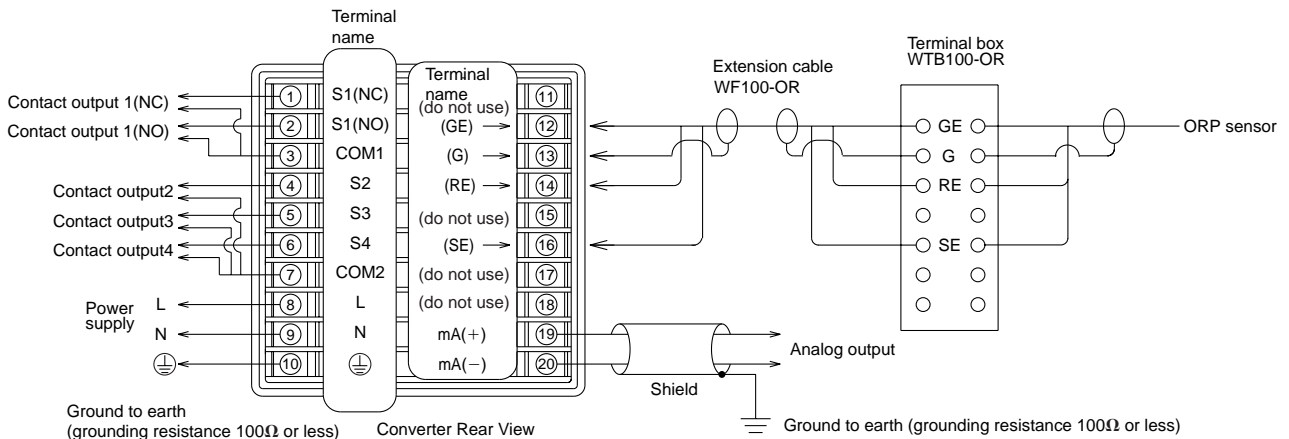 Terminal
name
Terminal box
WTB100-OR
Extension cable
WF100-OR
Terminal
name
Contact output 1(NC)
Contact output 1(NO)
Contact output2
Contact output3
Contact output4
Power
supply
L
N
1 S1(NC) (do not use) 11
2 S1(NO) (GE) 12
3 COM1 (G) 13
4 S2 (RE) 14
5 S3 (do not use) 15
6 S4 (SE) 16
7 COM2 (do not use) 17
8 L (do not use) 18
9 N mA(+) 19
10 mA(−) 20
GE
G
RE
SE
ORP sensor
Analog output
Shield
Ground to earth
(grounding resistance 100Ω or less)
Converter Rear View
Ground to earth (grounding resistance 100Ω or less)